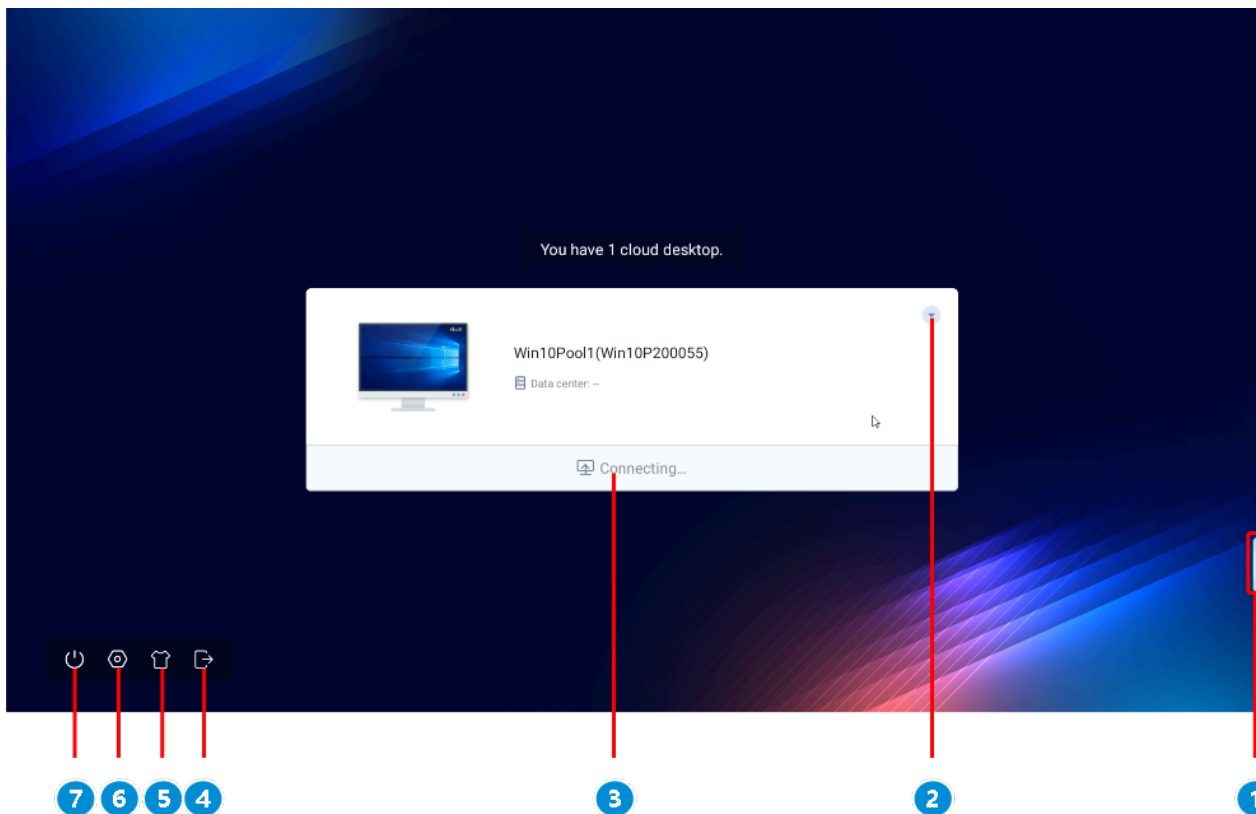 You have 1 cloud desktop.
Win10Pool1(Win10P200055)
Data center: --
Connecting...
7 6 5 4 3 2 1